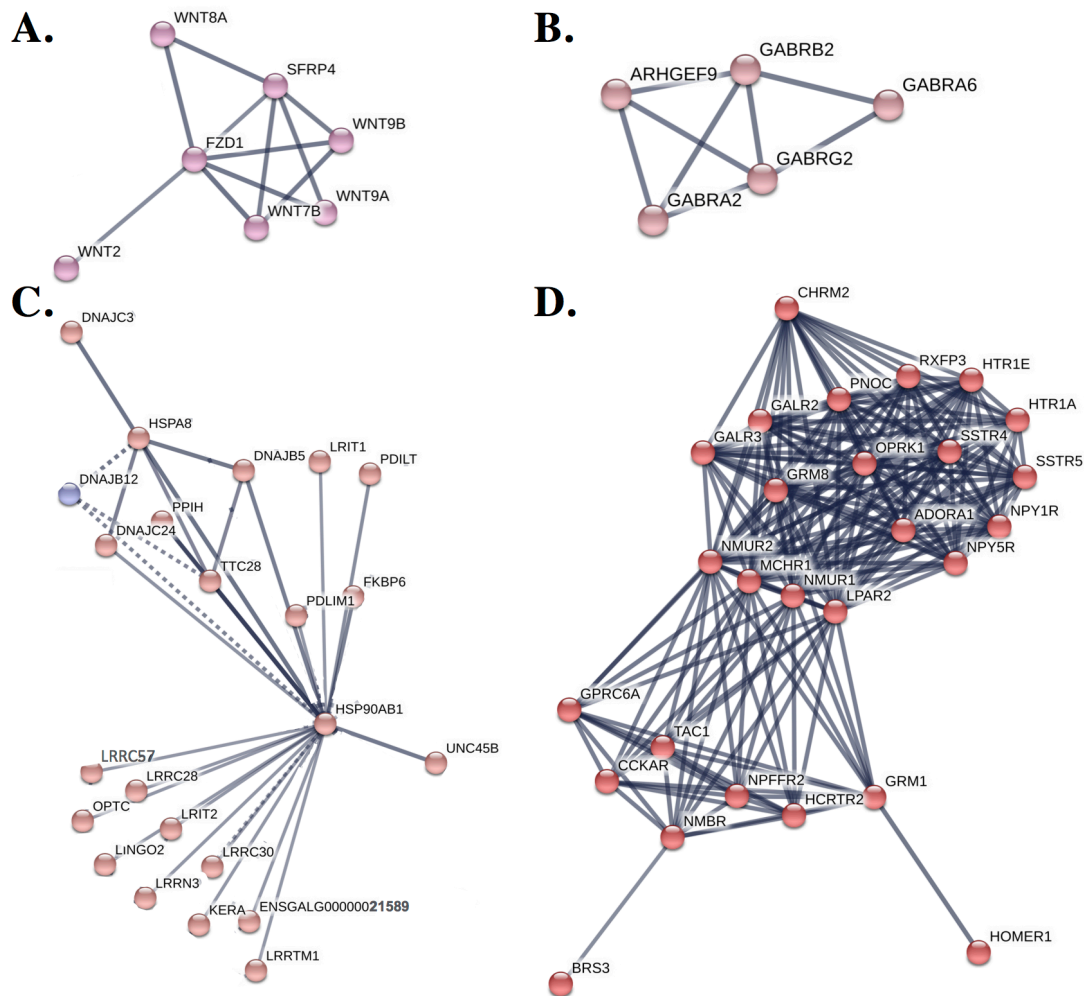 A.
WNT8A
SFRP4
WNT9B
FZD1
WNT9A
WNT7B
WNT2
B.
GABRB2
ARHGEF9
GABRA6
GABRG2
GABRA2
C.
DNAJC3
HSPA8
DNAJB5
LRIT1
PDILT
DNAJB12
PPIH
DNAJC24
TTC28
FKBP6
PDLIM1
HSP90AB1
UNC45B
LRRC57
LRRC28
OPTC
LRIT2
LINGO2
LRRC30
LRRN3
KERA
ENSGALG00000021589
LRRTM1
D.
CHRM2
RXFP3
HTR1E
PNOC
HTR1A
GALR2
GALR3
OPRK1
SSTR4
SSTR5
GRM8
NPY1R
ADORA1
NPY5R
NMUR2
MCHR1
NMUR1
LPAR2
GPRC6A
TAC1
CCKAR
NPFFR2
GRM1
HCRTR2
NMBR
HOMER1
BRS3